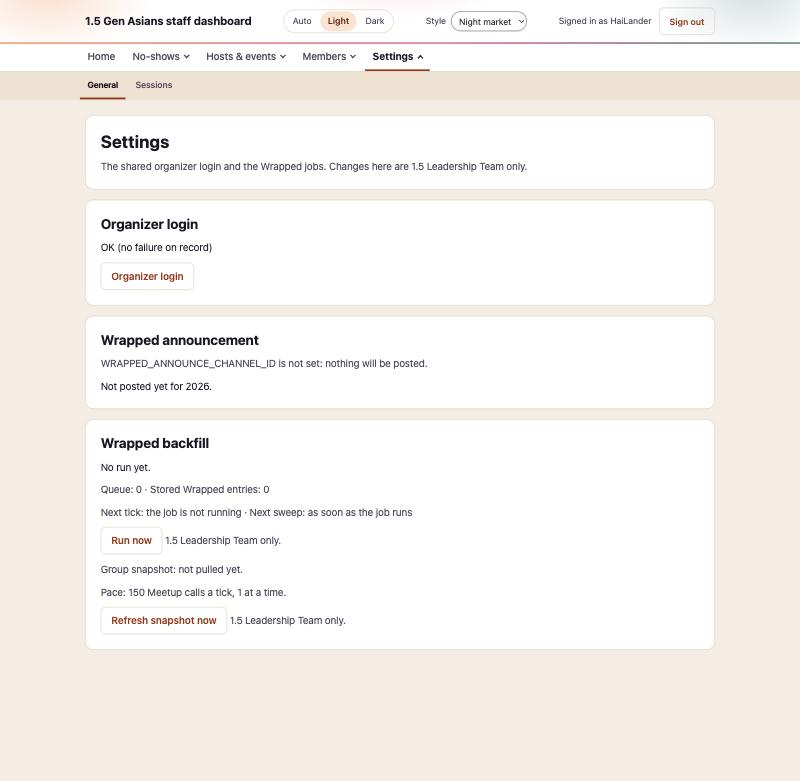 1.5 Gen Asians staff dashboard
Auto Light Dark
Style Night market
Signed in as HaiLander
Sign out
Home No-shows Hosts & events Members Settings
General Sessions
Settings
The shared organizer login and the Wrapped jobs. Changes here are 1.5 Leadership Team only.
Organizer login
OK (no failure on record)
Organizer login
Wrapped announcement
WRAPPED_ANNOUNCE_CHANNEL_ID is not set: nothing will be posted.
Not posted yet for 2026.
Wrapped backfill
No run yet.
Queue: 0 · Stored Wrapped entries: 0
Next tick: the job is not running · Next sweep: as soon as the job runs
Run now 1.5 Leadership Team only.
Group snapshot: not pulled yet.
Pace: 150 Meetup calls a tick, 1 at a time.
Refresh snapshot now 1.5 Leadership Team only.